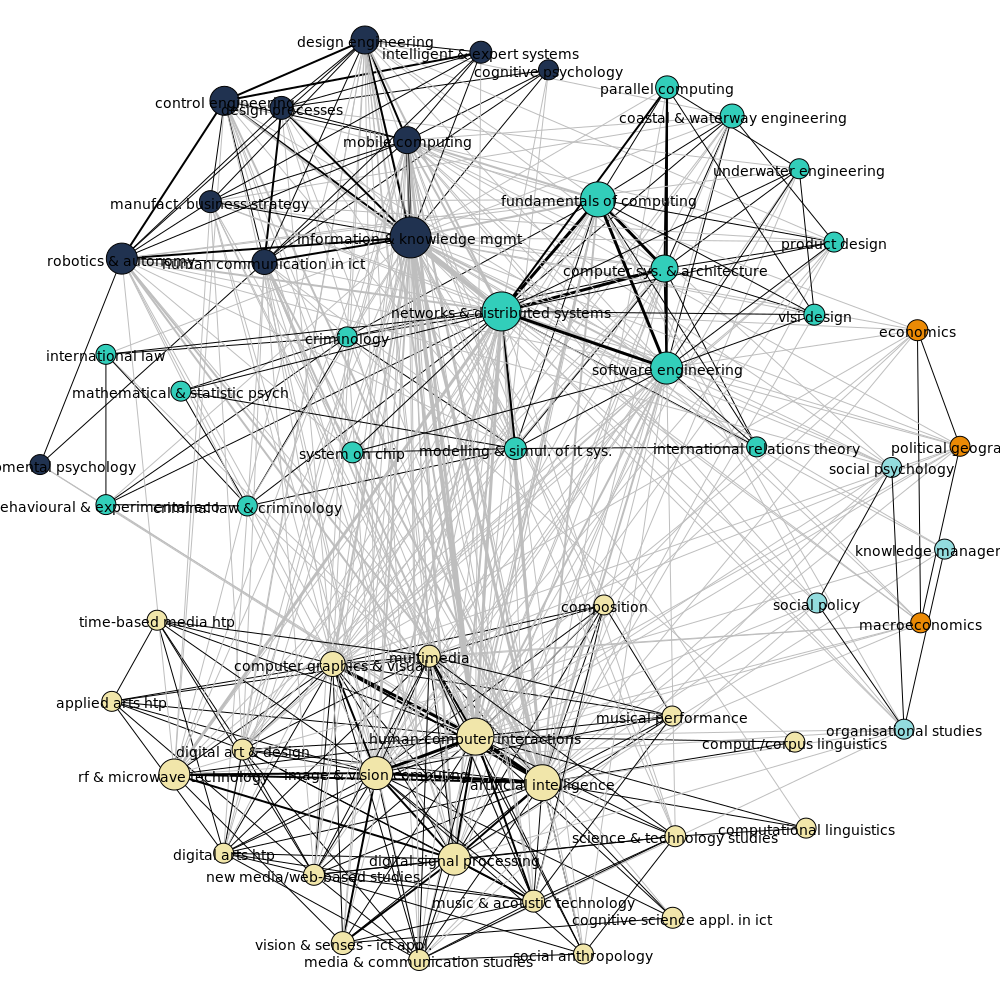 design engineering
intelligent & expert systems
cognitive psychology
parallel computing
control engineering
design processes
coastal & waterway engineering
mobile computing
underwater engineering
manufact. business strategy
fundamentals of computing
information & knowledge mgmt
product design
robotics & autonomy
human communication in ict
computer sys. & architecture
networks & distributed systems
vlsi design
economics
criminology
international law
software engineering
mathematical & statistic psych
political geogra
international relations theory
modelling & simul. of it sys.
system on chip
omental psychology
social psychology
ehavioural & experimental eco
criminal law & criminology
knowledge manager
social policy
composition
time-based media htp
macroeconomics
multimedia
computer graphics & visual
applied arts htp
musical performance
organisational studies
human computer interactions
comput./corpus linguistics
digital art & design
rf & microwave technology
image & vision computing
artificial intelligence
computational linguistics
science & technology studies
digital arts htp
digital signal processing
new media/web-based studies
music & acoustic technology
cognitive science appl. in ict
vision & senses - ict app.
social anthropology
media & communication studies